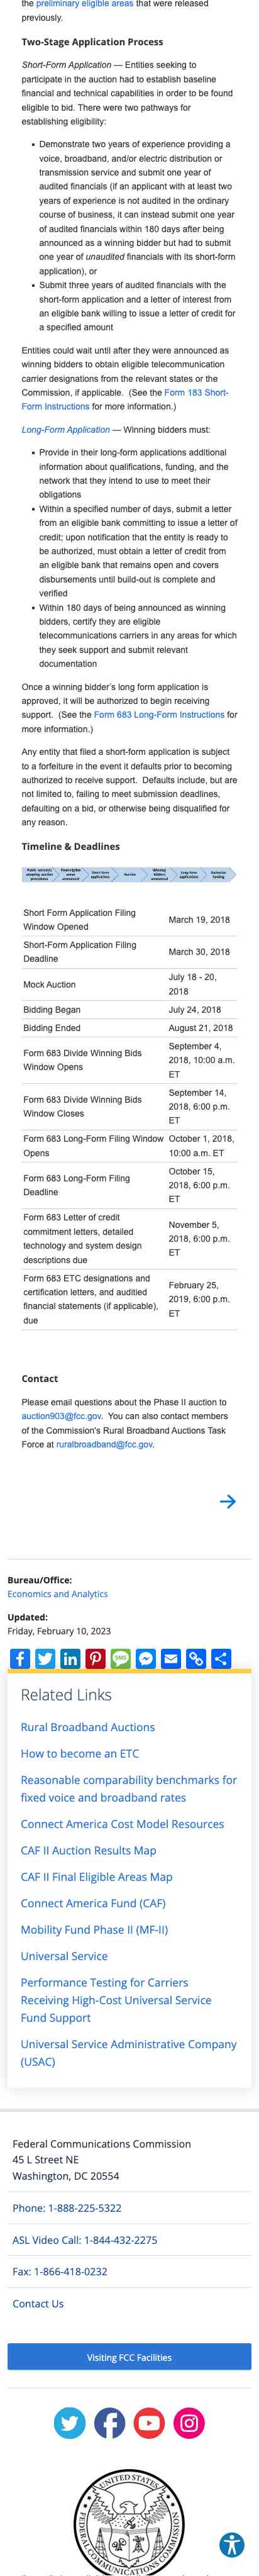 the preliminary eligible areas that were released
previously.
Two-Stage Application Process
Short-Form Application — Entities seeking to
participate in the auction had to establish baseline
financial and technical capabilities in order to be found
eligible to bid. There were two pathways for
establishing eligibility:
▪ Demonstrate two years of experience providing a
voice, broadband, and/or electric distribution or
transmission service and submit one year of
audited financials (if an applicant with at least two
years of experience is not audited in the ordinary
course of business, it can instead submit one year
of audited financials within 180 days after being
announced as a winning bidder but had to submit
one year of unaudited financials with its short-form
application), or
▪ Submit three years of audited financials with the
short-form application and a letter of interest from
an eligible bank willing to issue a letter of credit for
a specified amount
Entities could wait until after they were announced as
winning bidders to obtain eligible telecommunication
carrier designations from the relevant states or the
Commission, if applicable. (See the Form 183 Short-
Form Instructions for more information.)
Long-Form Application — Winning bidders must:
▪ Provide in their long-form applications additional
information about qualifications, funding, and the
network that they intend to use to meet their
obligations
▪ Within a specified number of days, submit a letter
from an eligible bank committing to issue a letter of
credit; upon notification that the entity is ready to
be authorized, must obtain a letter of credit from
an eligible bank that remains open and covers
disbursements until build-out is complete and
verified
▪ Within 180 days of being announced as winning
bidders, certify they are eligible
telecommunications carriers in any areas for which
they seek support and submit relevant
documentation
Once a winning bidder's long form application is
approved, it will be authorized to begin receiving
support. (See the Form 683 Long-Form Instructions for
more information.)
Any entity that filed a short-form application is subject
to a forfeiture in the event it defaults prior to becoming
authorized to receive support. Defaults include, but are
not limited to, failing to meet submission deadlines,
defaulting on a bid, or otherwise being disqualified for
any reason.
Timeline & Deadlines
Short Form Application Filing
Window Opened
March 19, 2018
Short-Form Application Filing
Deadline
March 30, 2018
Mock Auction
July 18 - 20,
2018
Bidding Began
July 24, 2018
Bidding Ended
August 21, 2018
Form 683 Divide Winning Bids
Window Opens
September 4,
2018, 10:00 a.m.
ET
Form 683 Divide Winning Bids
Window Closes
September 14,
2018, 6:00 p.m.
ET
Form 683 Long-Form Filing Window
Opens
October 1, 2018,
10:00 a.m. ET
Form 683 Long-Form Filing
Deadline
October 15,
2018, 6:00 p.m.
ET
Form 683 Letter of credit
commitment letters, detailed
technology and system design
descriptions due
November 5,
2018, 6:00 p.m.
ET
Form 683 ETC designations and
certification letters, and auditied
financial statements (if applicable),
due
February 25,
2019, 6:00 p.m.
ET
Contact
Please email questions about the Phase II auction to
auction903@fcc.gov. You can also contact members
of the Commission's Rural Broadband Auctions Task
Force at ruralbroadband@fcc.gov.
Bureau/Office:
Economics and Analytics
Updated:
Friday, February 10, 2023
SMS
Related Links
Rural Broadband Auctions
How to become an ETC
Reasonable comparability benchmarks for
fixed voice and broadband rates
Connect America Cost Model Resources
CAF II Auction Results Map
CAF II Final Eligible Areas Map
Connect America Fund (CAF)
Mobility Fund Phase II (MF-II)
Universal Service
Performance Testing for Carriers
Receiving High-Cost Universal Service
Fund Support
Universal Service Administrative Company
(USAC)
Federal Communications Commission
45 L Street NE
Washington, DC 20554
Phone: 1-888-225-5322
ASL Video Call: 1-844-432-2275
Fax: 1-866-418-0232
Contact Us
Visiting FCC Facilities
UNITED STATES
FEDERAL COMMUNICATIONS COMMISSION